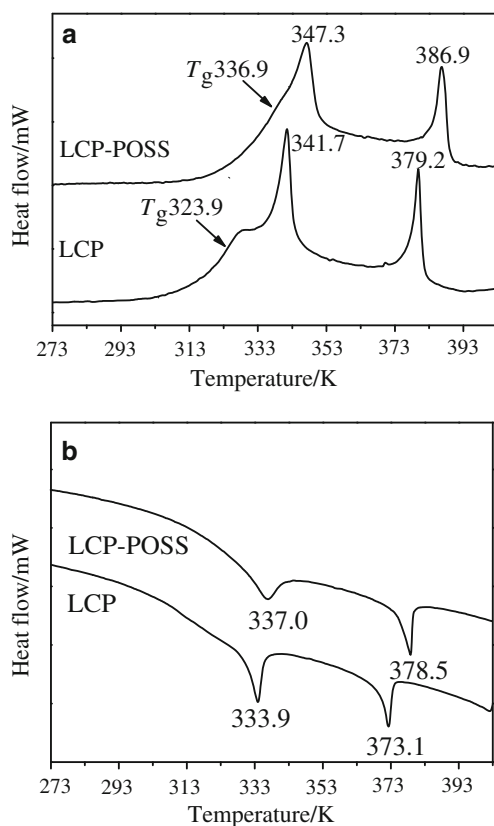 a
347.3
386.9
Tg336.9
LCP-POSS
341.7
379.2
Tg323.9
LCP
Heat flow/mW
273 293 313 333 353 373 393
Temperature/K
b
LCP-POSS
LCP
337.0
378.5
333.9
373.1
Heat flow/mW
273 293 313 333 353 373 393
Temperature/K